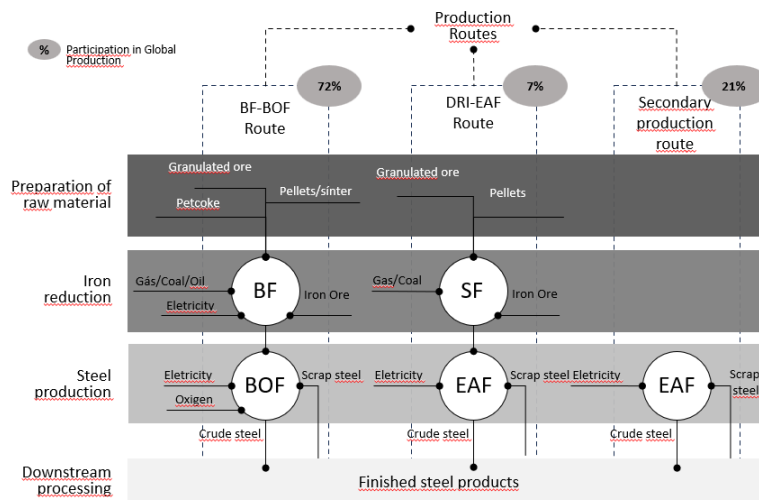 Production
Routes
%
Participation in Global
Production
72%
7%
21%
BF-BOF
Route
DRI-EAF
Route
Secondary
production
route
Preparation of
raw material
Granulated ore
Pellets/sínter
Petcoke
Granulated ore
Pellets
Iron
reduction
Gás/Coal/Oil
BF
Iron Ore
Eletricity
Gas/Coal
SF
Iron Ore
Steel
production
Eletricity
BOF
Scrap steel
Oxigen
Eletricity
EAF
Scrap steel
Eletricity
EAF
Scrap
steel
Crude steel
Crude steel
Crude steel
Downstream
processing
Finished steel products